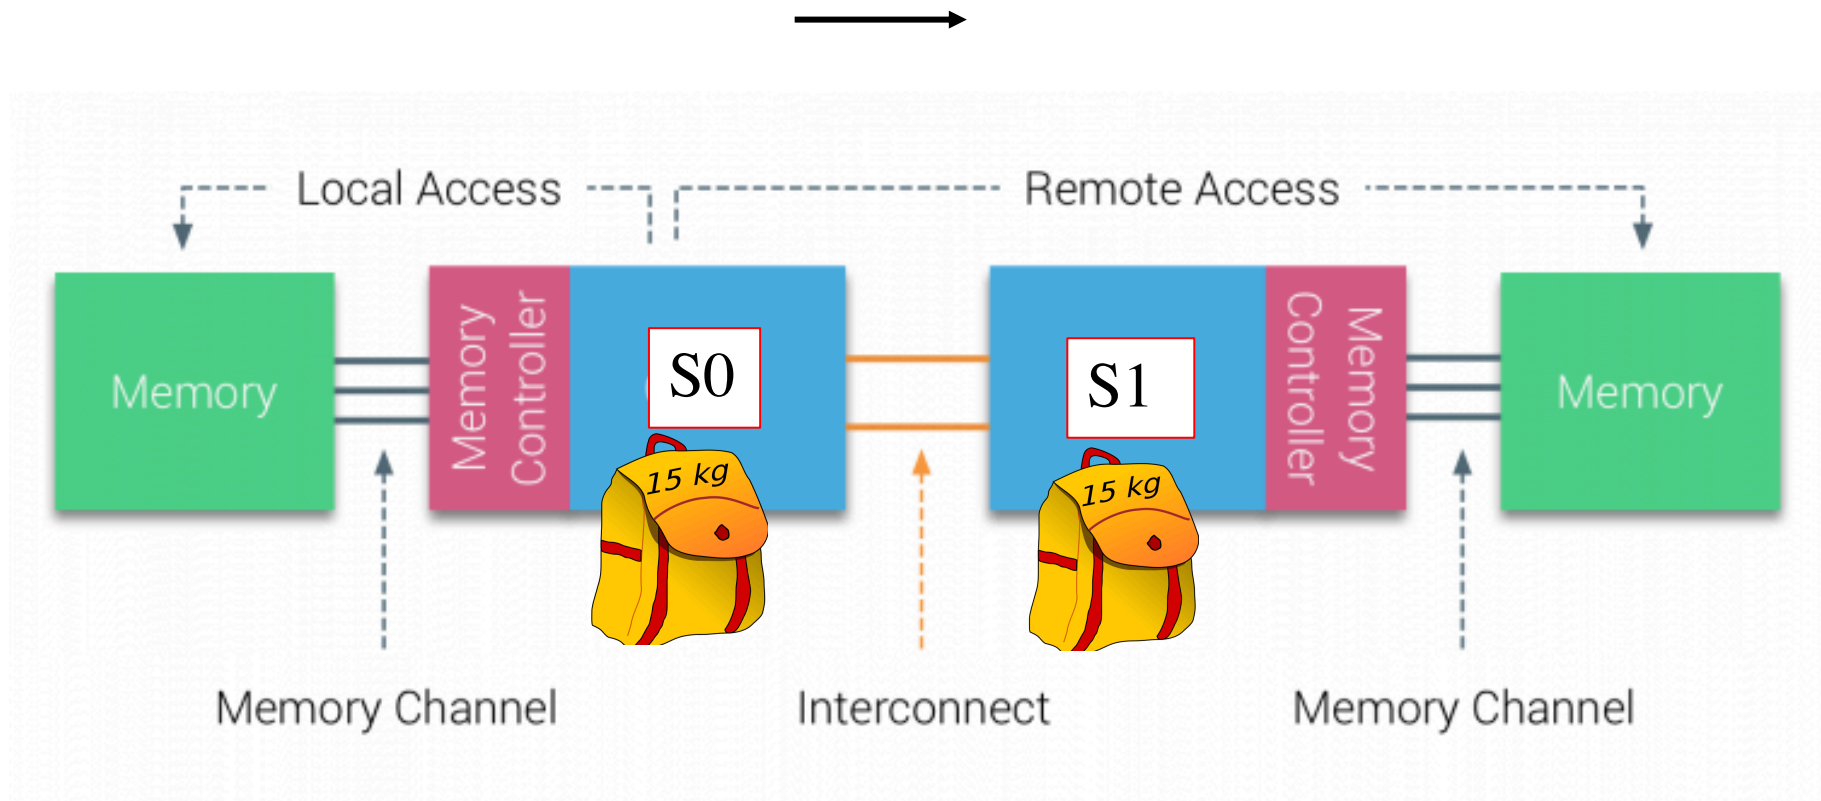 Local Access
Remote Access
Memory
Memory
Controller
S0
S1
Memory
Controller
Memory
15 kg
15 kg
Memory Channel
Interconnect
Memory Channel